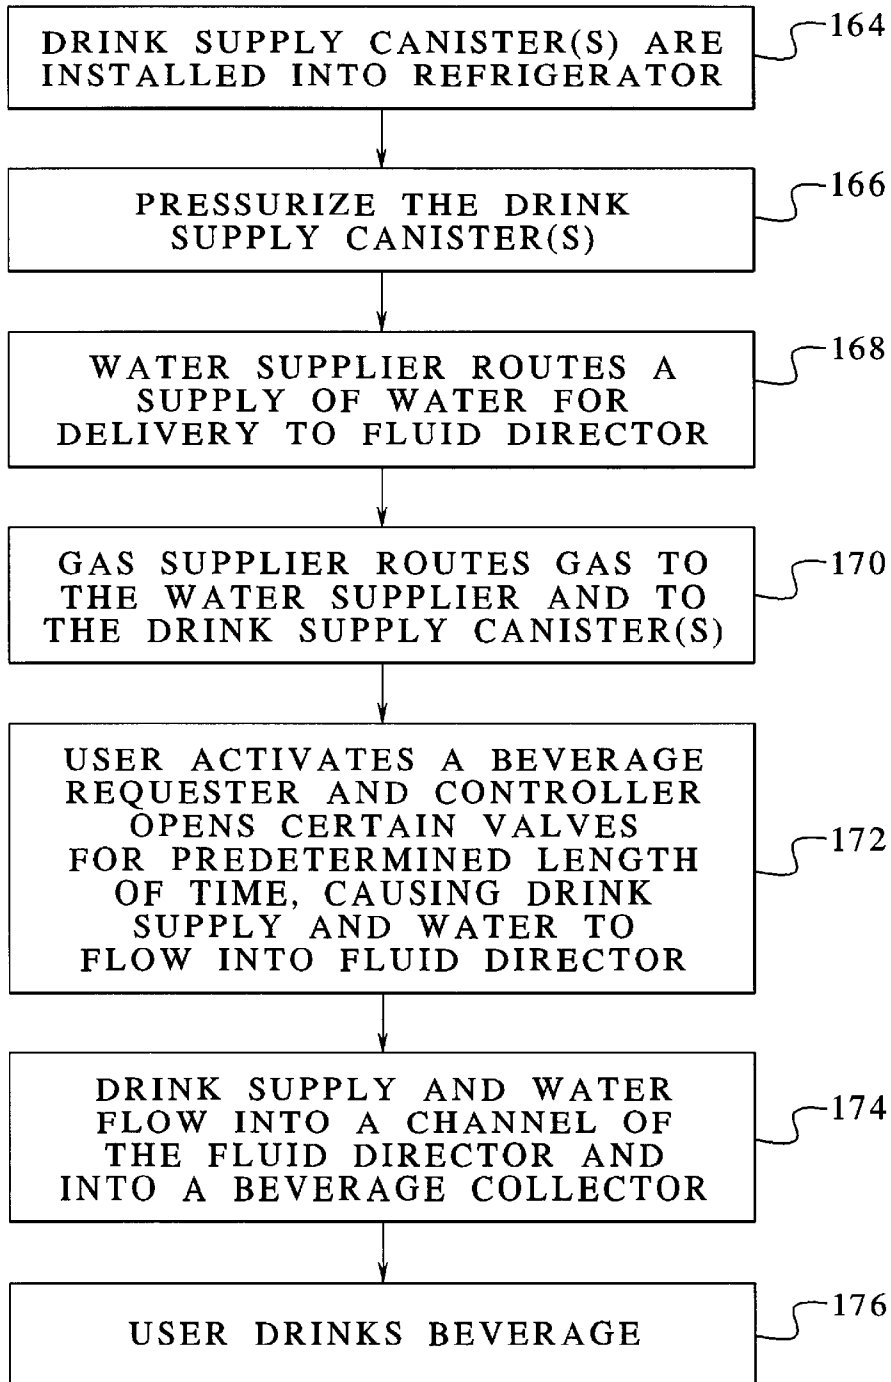 DRINK SUPPLY CANISTER(S) ARE
INSTALLED INTO REFRIGERATOR
164
PRESSURIZE THE DRINK
SUPPLY CANISTER(S)
166
WATER SUPPLIER ROUTES A
SUPPLY OF WATER FOR
DELIVERY TO FLUID DIRECTOR
168
GAS SUPPLIER ROUTES GAS TO
THE WATER SUPPLIER AND TO
THE DRINK SUPPLY CANISTER(S)
170
USER ACTIVATES A BEVERAGE
REQUESTER AND CONTROLLER
OPENS CERTAIN VALVES
FOR PREDETERMINED LENGTH
OF TIME, CAUSING DRINK
SUPPLY AND WATER TO
FLOW INTO FLUID DIRECTOR
172
DRINK SUPPLY AND WATER
FLOW INTO A CHANNEL OF
THE FLUID DIRECTOR AND
INTO A BEVERAGE COLLECTOR
174
USER DRINKS BEVERAGE
176